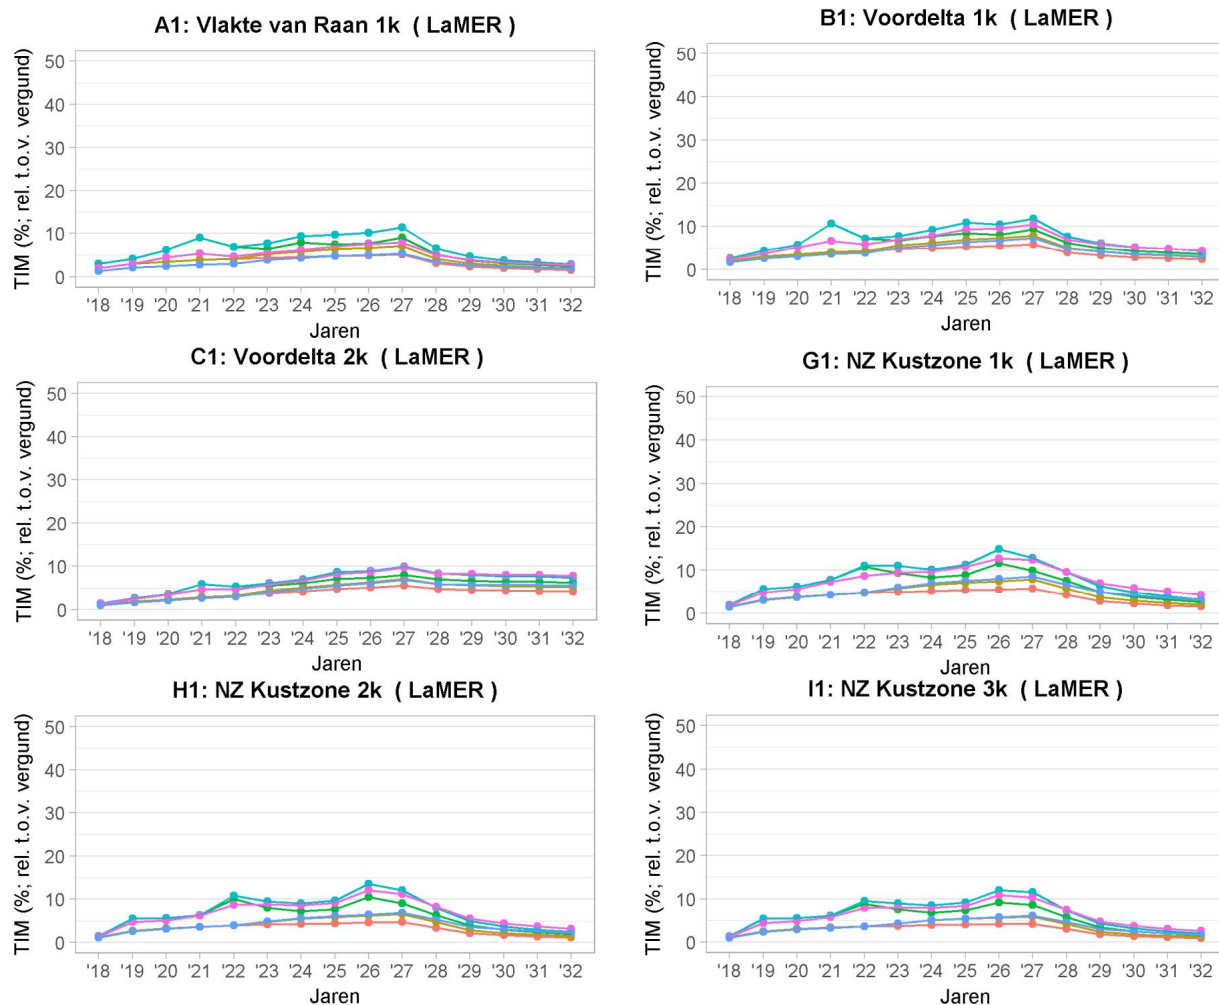 A1: Vlakte van Raan 1k ( LaMER )
TIM (%; rel. t.o.v. vergund)
50
40
30
20
10
0
'18 '19 20 '21 22 '23 24 '25 26 '27 28 '29 30 '31 '32
Jaren
B1: Voordelta 1k ( LaMER )
TIM (%; rel. t.o.v. vergund)
50
40
30
20
10
0
'18 '19 20 '21 22 '23 24 '25 26 '27 28 '29 30 '31 '32
Jaren
C1: Voordelta 2k ( LaMER )
TIM (%; rel. t.o.v. vergund)
50
40
30
20
10
0
'18 '19 20 '21 22 '23 24 '25 26 '27 28 '29 30 '31 '32
Jaren
G1: NZ Kustzone 1k ( LaMER )
TIM (%; rel. t.o.v. vergund)
50
40
30
20
10
0
'18 '19 20 '21 22 '23 24 '25 26 '27 28 '29 30 '31 '32
Jaren
H1: NZ Kustzone 2k ( LaMER )
TIM (%; rel. t.o.v. vergund)
50
40
30
20
10
0
'18 '19 20 '21 22 '23 24 '25 26 '27 28 '29 30 '31 '32
Jaren
I1: NZ Kustzone 3k ( LaMER )
TIM (%; rel. t.o.v. vergund)
50
40
30
20
10
0
'18 '19 20 '21 22 '23 24 '25 26 '27 28 '29 30 '31 '32
Jaren